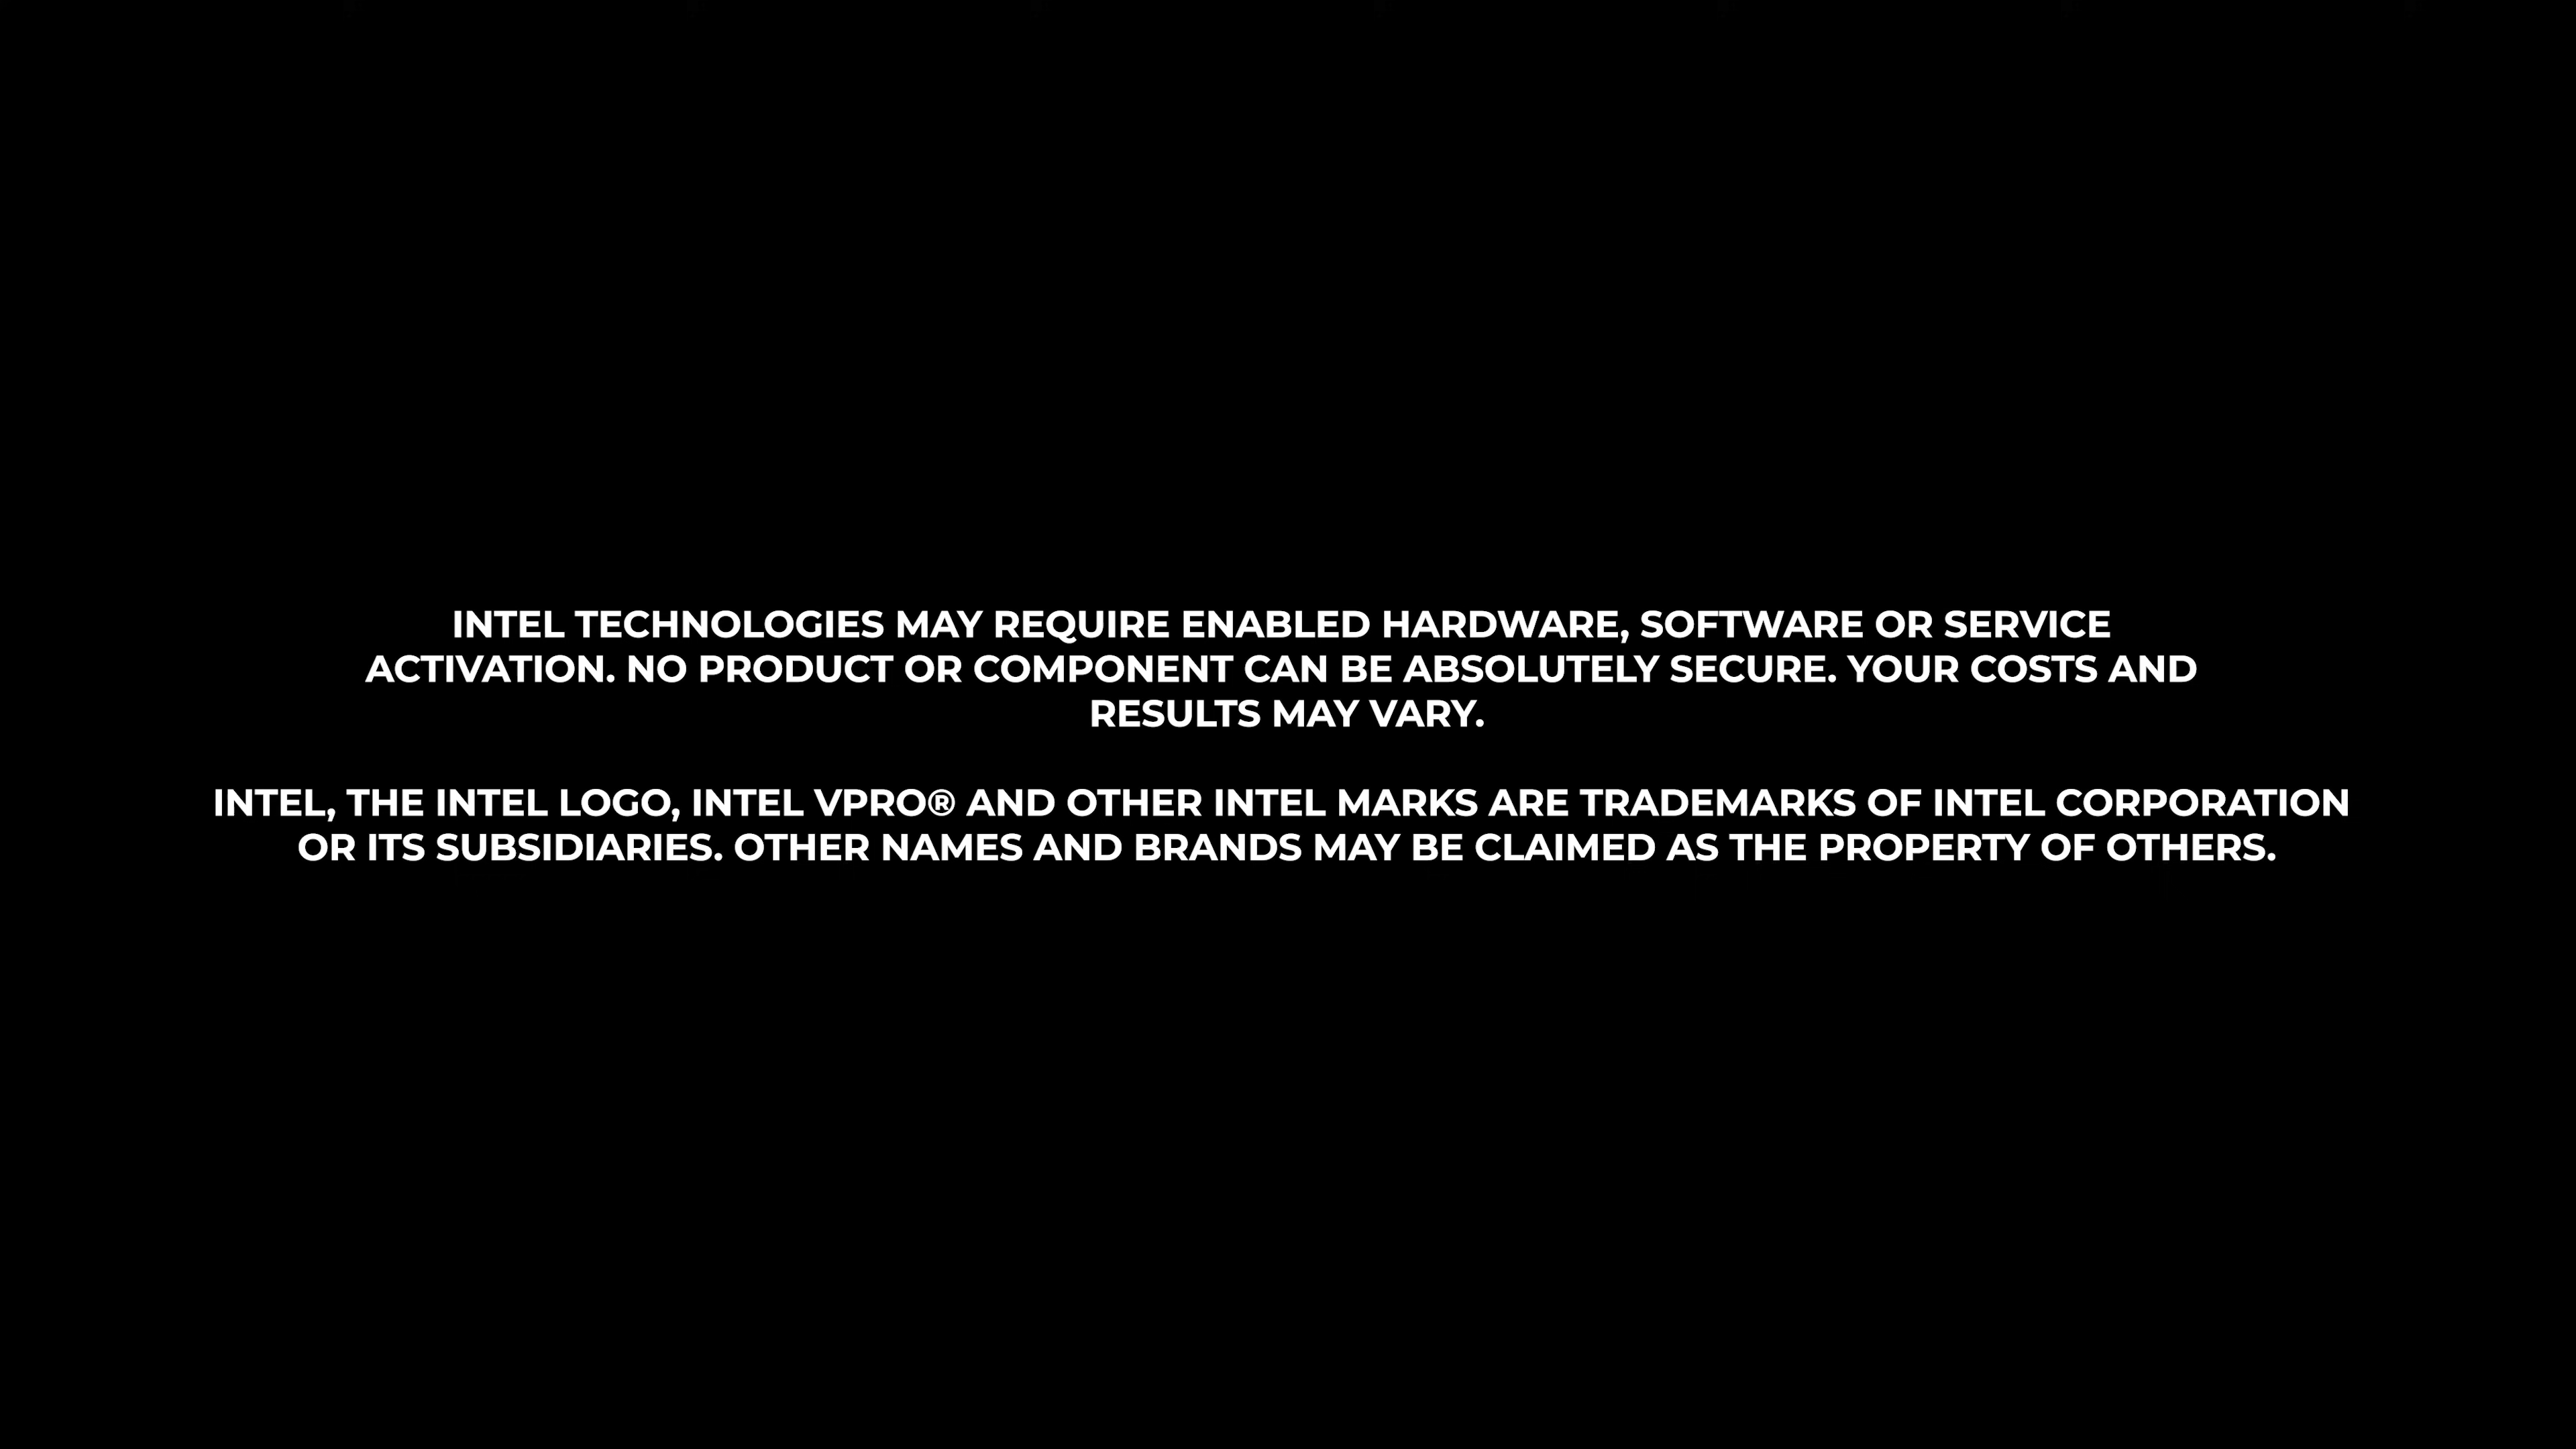 INTEL TECHNOLOGIES MAY REQUIRE ENABLED HARDWARE, SOFTWARE OR SERVICE
ACTIVATION. NO PRODUCT OR COMPONENT CAN BE ABSOLUTELY SECURE. YOUR COSTS AND
RESULTS MAY VARY.
INTEL, THE INTEL LOGO, INTEL VPRO® AND OTHER INTEL MARKS ARE TRADEMARKS OF INTEL CORPORATION
OR ITS SUBSIDIARIES. OTHER NAMES AND BRANDS MAY BE CLAIMED AS THE PROPERTY OF OTHERS.